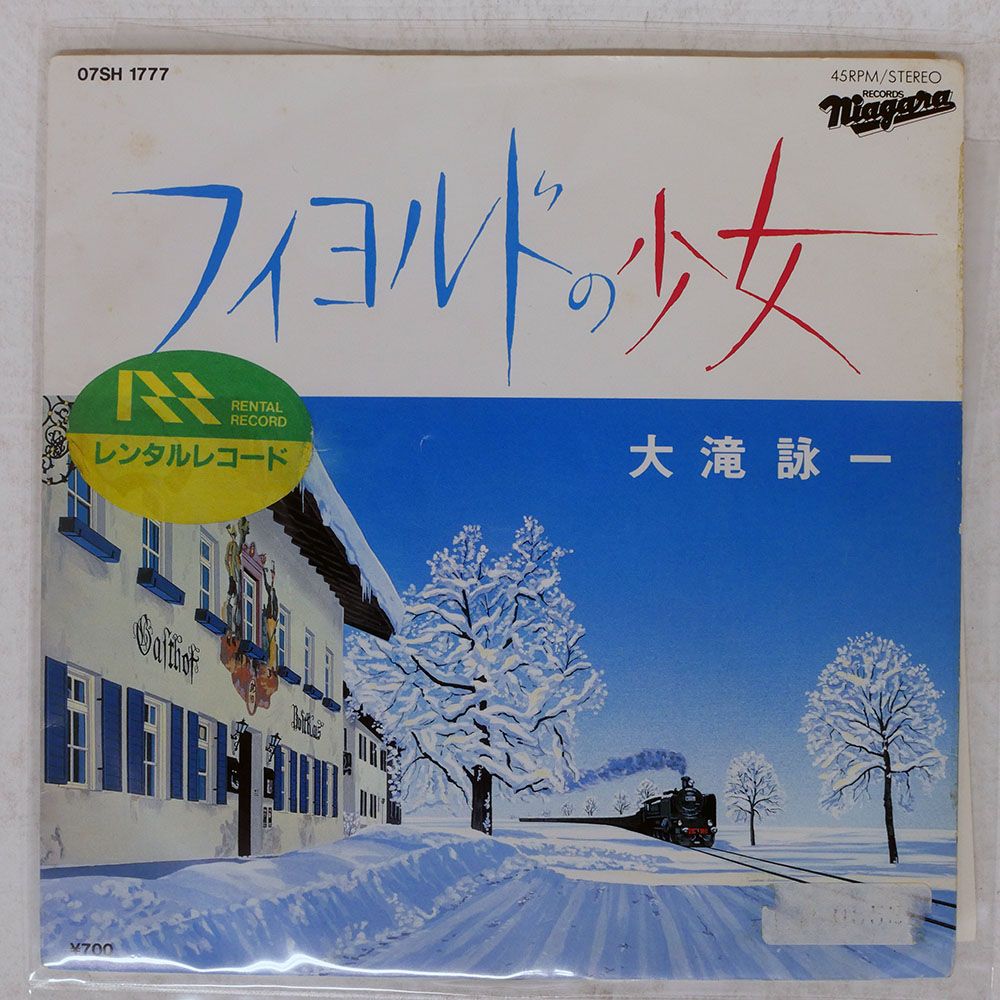 07SH 1777
45RPM/STEREO
RECORDS
Niagara
フィヨルドの少女
RENTAL
RECORD
レンタルレコード
大滝詠一
Gasthof
¥700